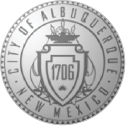 · CITY OF ALBUQUERQUE ·
1706
NEW MEXICO